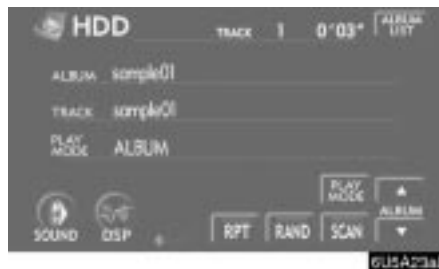 HDD TRACK 1 0'03" ALBUM LIST
ALBUM sample01
TRACK sample01
PLAY MODE ALBUM
PLAY MODE ▲
SOUND DSP RPT RAND SCAN ALBUM ▼
6U5A23a